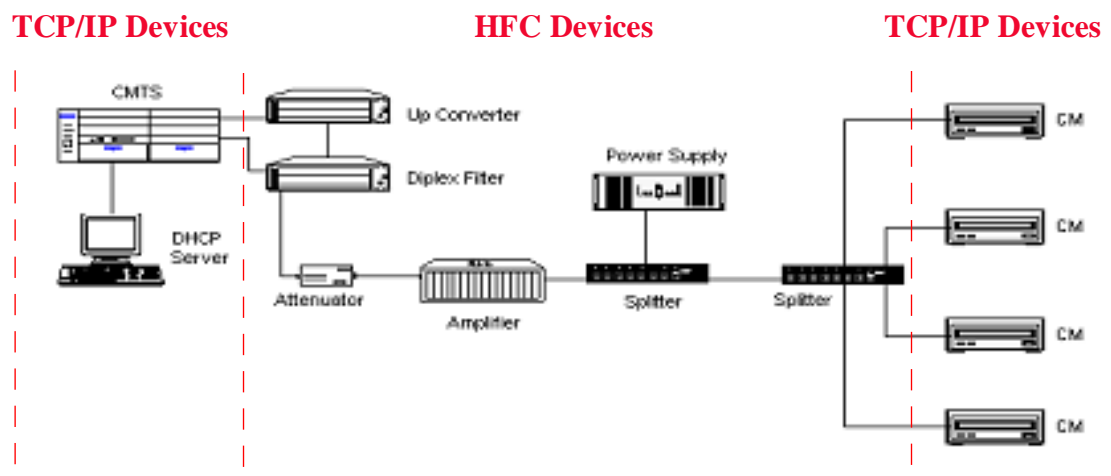 TCP/IP Devices
HFC Devices
TCP/IP Devices
CMTS
Up Converter
CM
Diplex Filter
Power Supply
DHCP
Server
CM
Attenuator
Amplifier
Splitter
Splitter
CM
CM